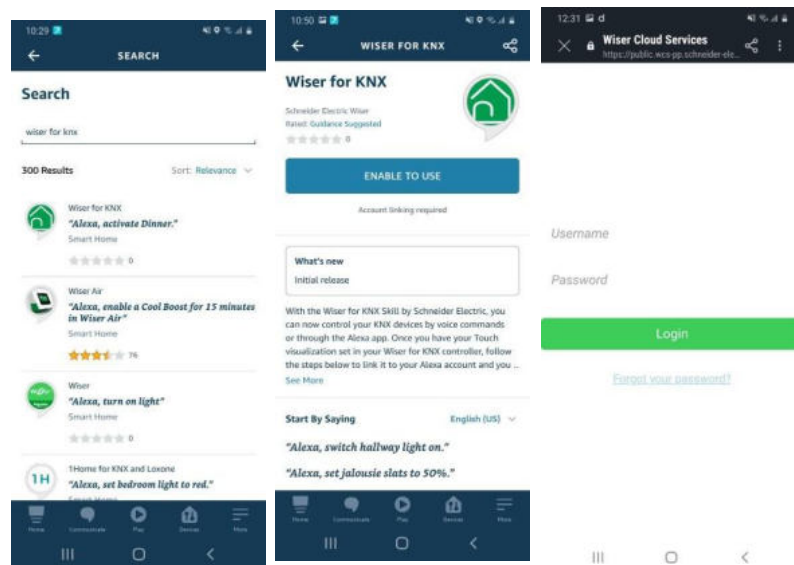 10:29
SEARCH
Search
wiser for knx
300 Results
Sort: Relevance
Wiser for KNX
"Alexa, activate Dinner."
Smart Home
0
Wiser Air
"Alexa, enable a Cool Boost for 15 minutes
in Wiser Air"
Smart Home
76
Wiser
"Alexa, turn on light"
Smart Home
0
1H
1Home for KNX and Loxone
"Alexa, set bedroom light to red."
Smart Home
Home
Communicate
Play
Devices
More
10:50
WISER FOR KNX
Wiser for KNX
Schneider Electric Wiser
Rated: Guidance Suggested
0
ENABLE TO USE
Account linking required
What's new
Initial release
With the Wiser for KNX Skill by Schneider Electric, you
can now control your KNX devices by voice commands
or through the Alexa app. Once you have your Touch
visualization set in your Wiser for KNX controller, follow
the steps below to link it to your Alexa account and you ...
See More
Start By Saying
English (US)
"Alexa, switch hallway light on."
"Alexa, set jalousie slats to 50%."
Home
Communicate
Play
Devices
More
12:31 d
Wiser Cloud Services
https://public.wcs-pp.schneider-ele...
Username
Password
Login
Forgot your password?